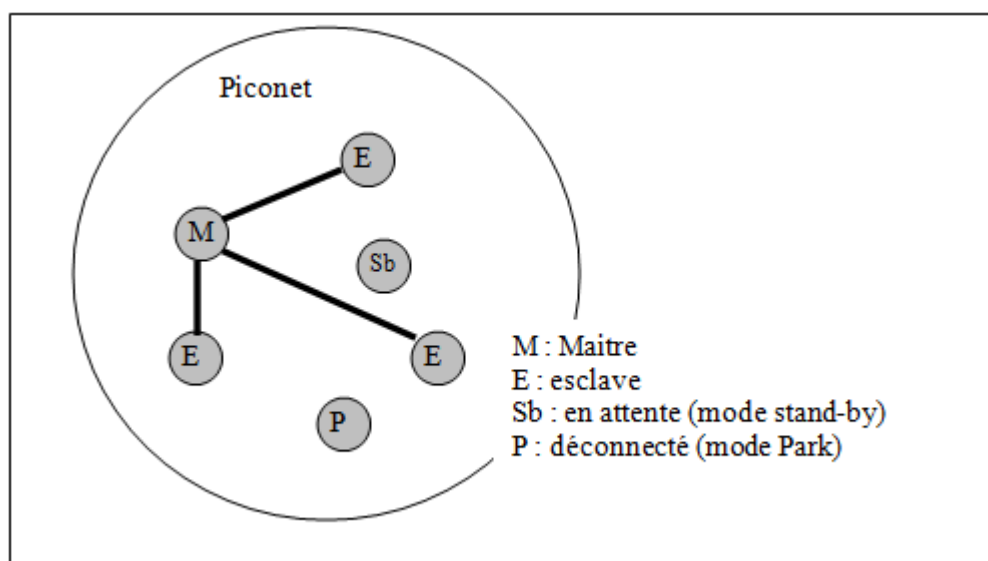 Piconet
E
M
Sb
E
E
P
M : Maitre
E : esclave
Sb : en attente (mode stand-by)
P : déconnecté (mode Park)